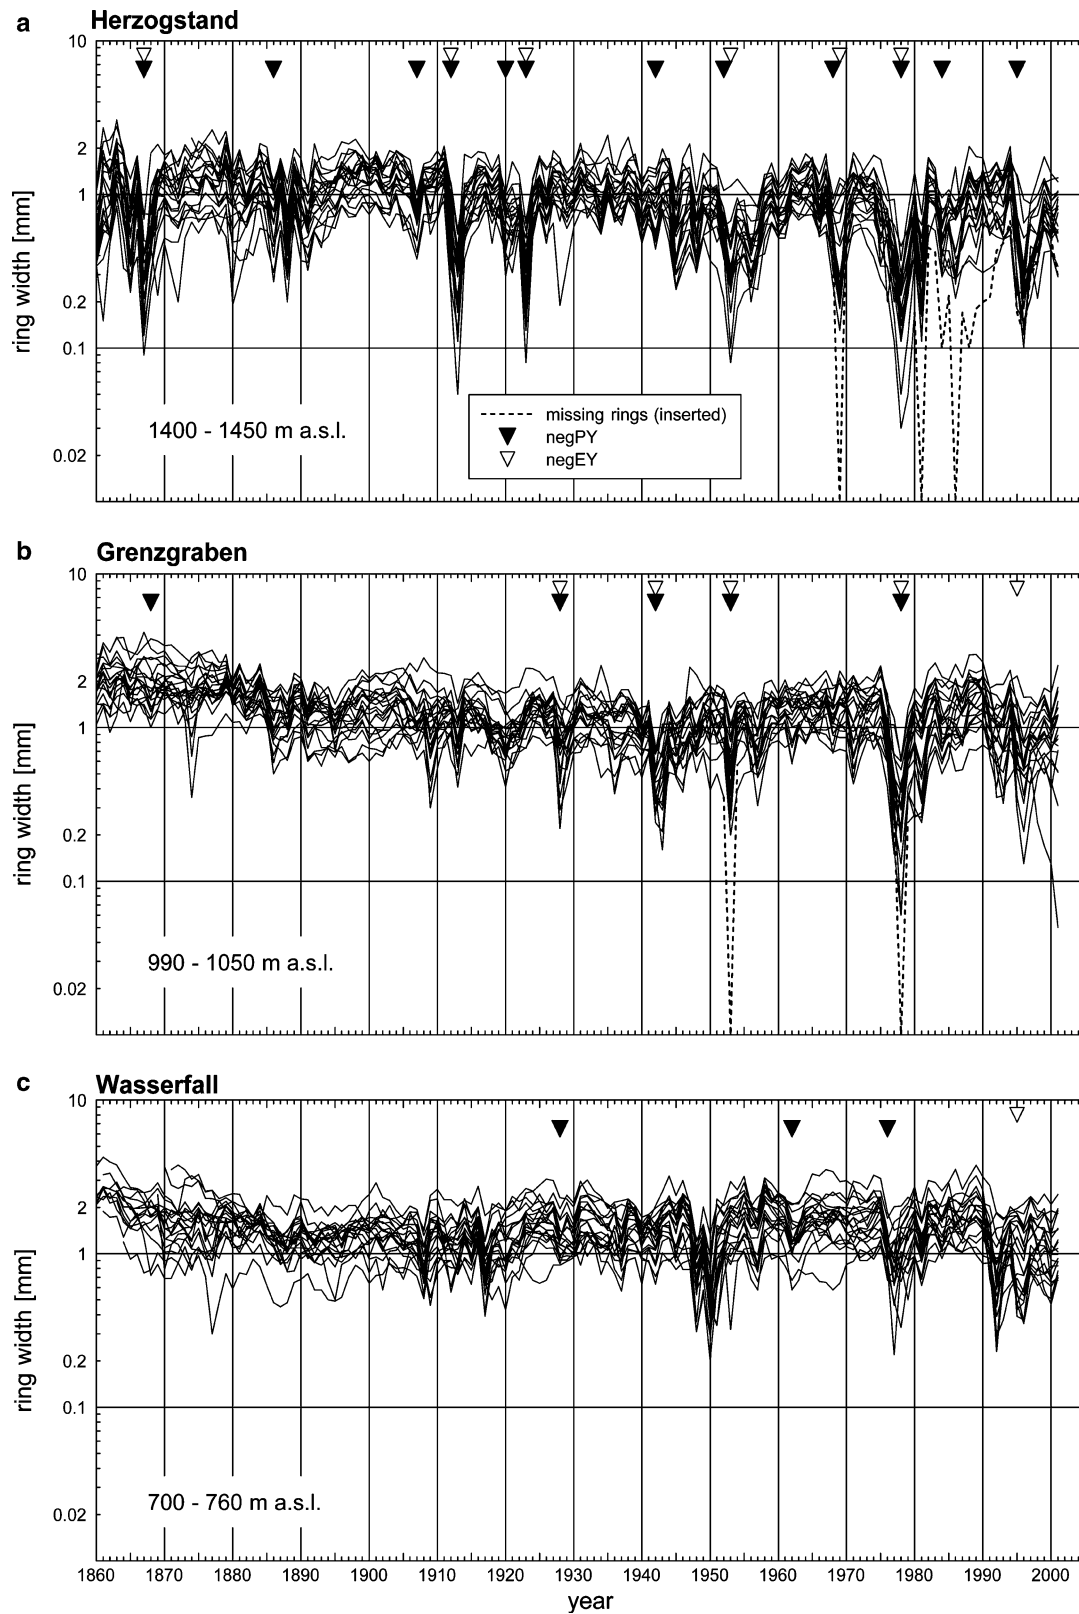 a
Herzogstand
10
2
1
0.2
0.1
0.02
ring width [mm]
1400 - 1450 m a.s.l.
missing rings (inserted)
negPY
negEY
b
Grenzgraben
10
2
1
0.2
0.1
0.02
ring width [mm]
990 - 1050 m a.s.l.
c
Wasserfall
10
2
1
0.2
0.1
0.02
ring width [mm]
700 - 760 m a.s.l.
1860 1870 1880 1890 1900 1910 1920 1930 1940 1950 1960 1970 1980 1990 2000
year